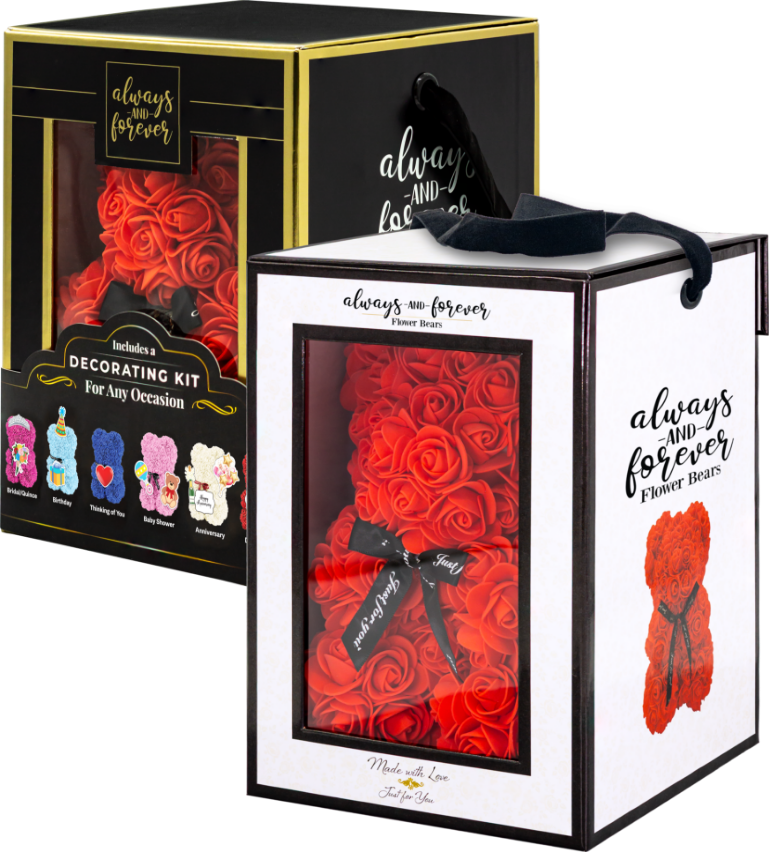 always
-AND-
forever
always
-AND-
forever
Includes a
DECORATING KIT
For Any Occasion
Bridal/Quince
Birthday
Thinking of You
Baby Shower
Anniversary
always-AND-forever
Flower Bears
Just
Just for you
Made with Love
Just for You
always
-AND-
forever
Flower Bears